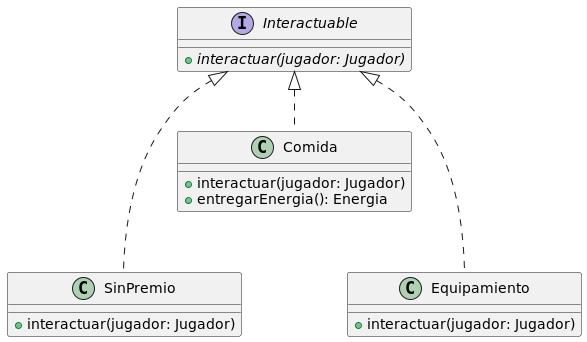 I Interactuable
interactuar(jugador: Jugador)
C Comida
interactuar(jugador: Jugador)
entregarEnergia(): Energia
C SinPremio
interactuar(jugador: Jugador)
C Equipamiento
interactuar(jugador: Jugador)